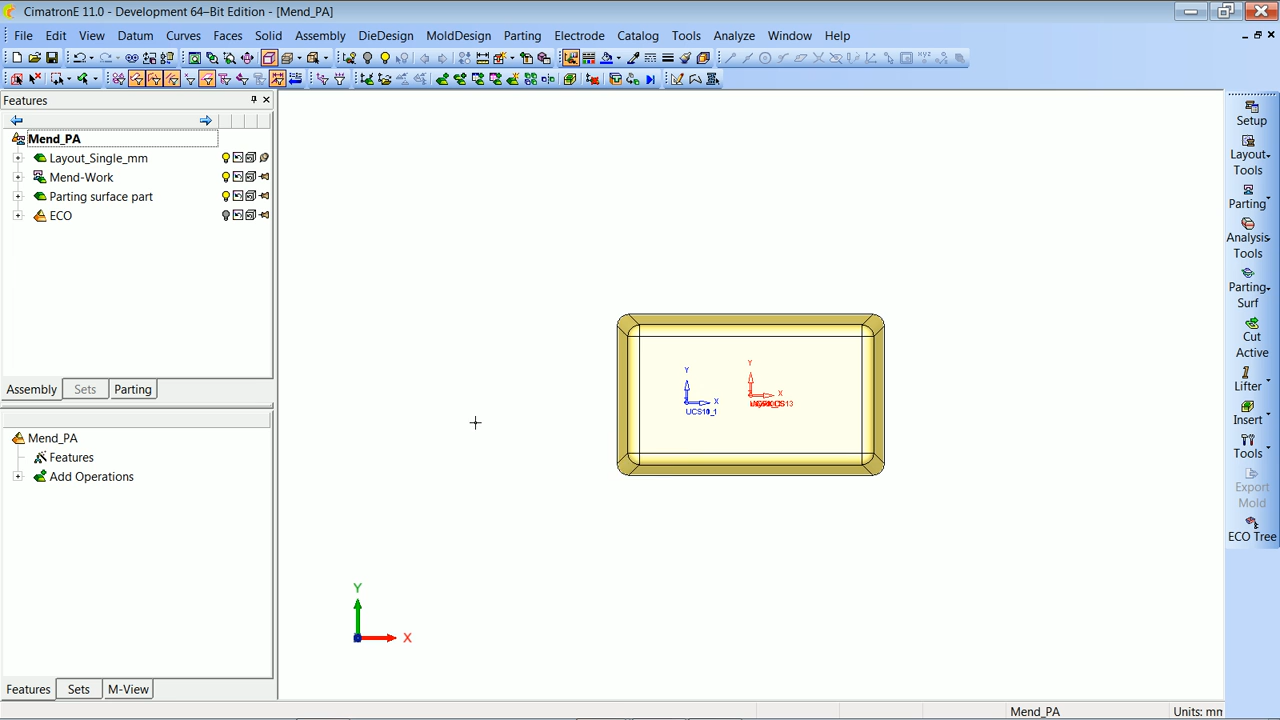 CimatronE 11.0 - Development 64–Bit Edition - [Mend_PA]
File Edit View Datum Curves Faces Solid Assembly DieDesign MoldDesign Parting Electrode Catalog Tools Analyze Window Help
Features
Mend_PA
Layout_Single_mm
Mend-Work
Parting surface part
ECO
Assembly Sets Parting
Mend_PA
Features
Add Operations
Features Sets M-View
Y
X
UCS10_1
Y
X
Y
X
Setup
Layout
Tools
Parting
Analysis
Tools
Parting
Surf
Cut
Active
Lifter
Insert
Tools
Export
Mold
ECO Tree
Mend_PA
Units: mm